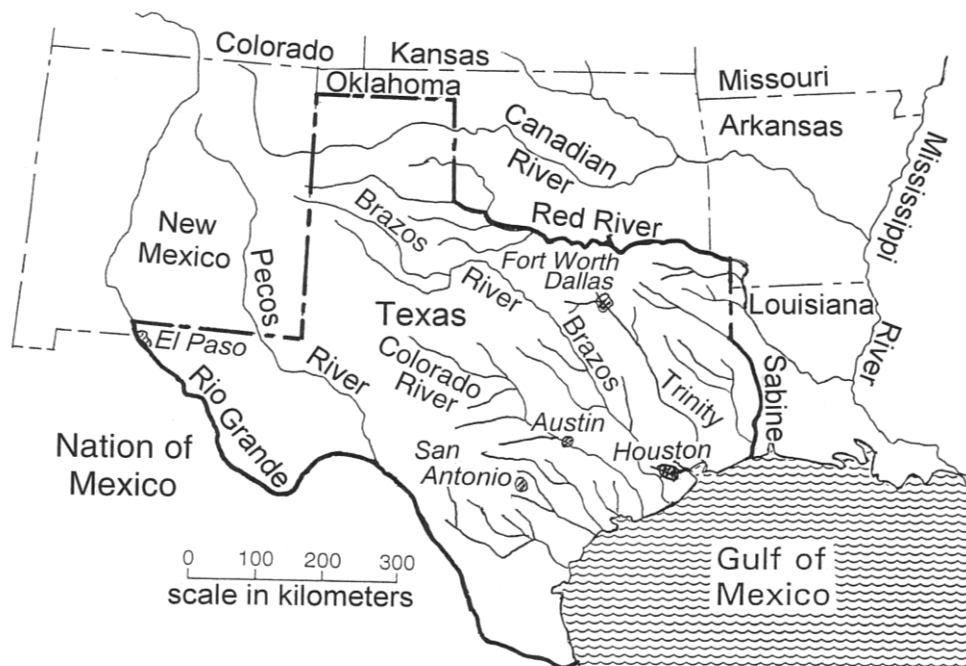 Colorado
Kansas
Oklahoma
Missouri
Arkansas
Mississippi
River
Canadian
River
Red River
New
Mexico
Pecos
River
Brazos
River
Brazos
Fort Worth
Dallas
Louisiana
Texas
El Paso
Colorado
River
Trinity
Sabine
Rio Grande
Austin
Houston
San
Antonio
Nation of
Mexico
0 100 200 300
scale in kilometers
Gulf of
Mexico